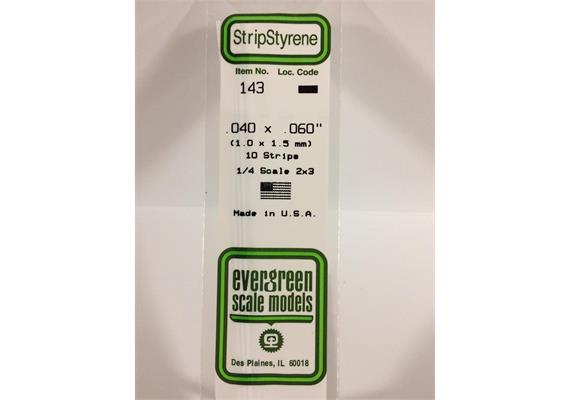 StripStyrene
Item No. Loc. Code
143
.040 x .060"
(1.0 x 1.5 mm)
10 Strips
1/4 Scale 2x3
Made in U.S.A.
evergreen
scale models
Des Plaines, IL 60018